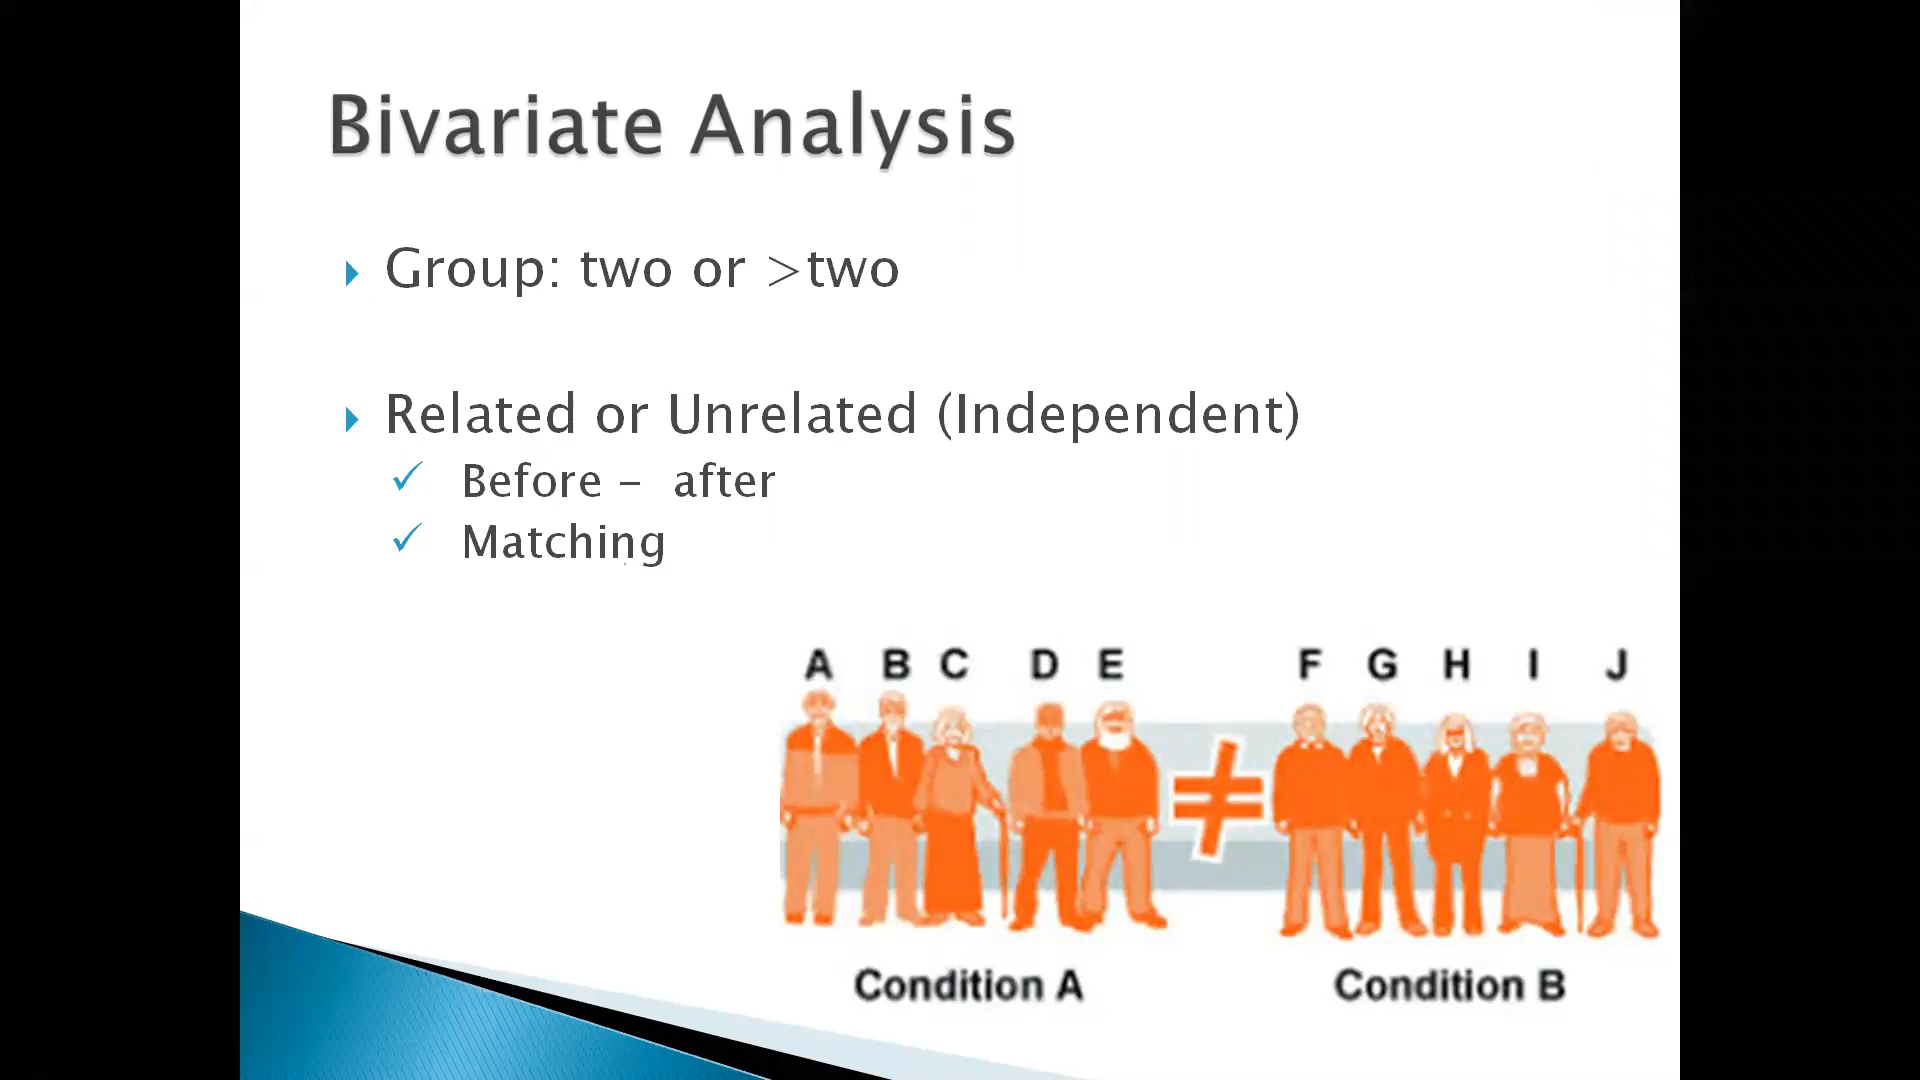 Bivariate Analysis
Group: two or >two
Related or Unrelated (Independent)
Before – after
Matching
A B C D E F G H I J
Condition A Condition B